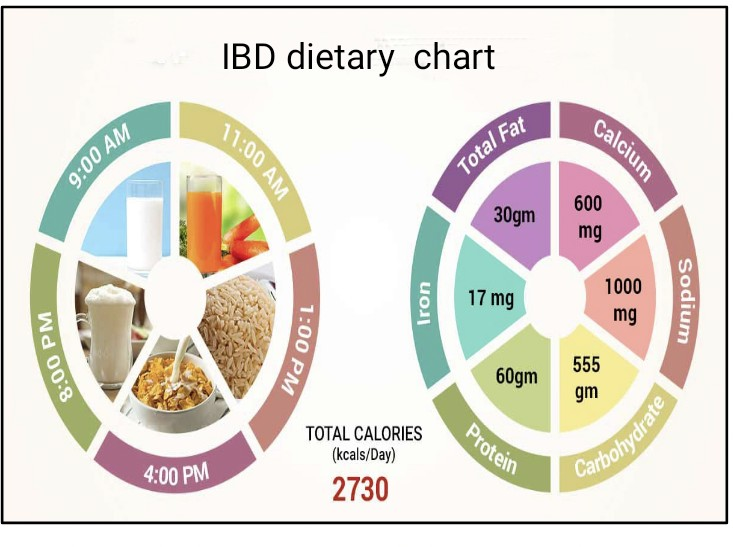 IBD dietary chart
9:00 AM
11:00 AM
1:00 PM
4:00 PM
8:00 PM
Total Fat
30gm
Calcium
600
mg
Sodium
1000
mg
Carbohydrate
555
gm
Protein
60gm
Iron
17 mg
TOTAL CALORIES
(kcals/Day)
2730